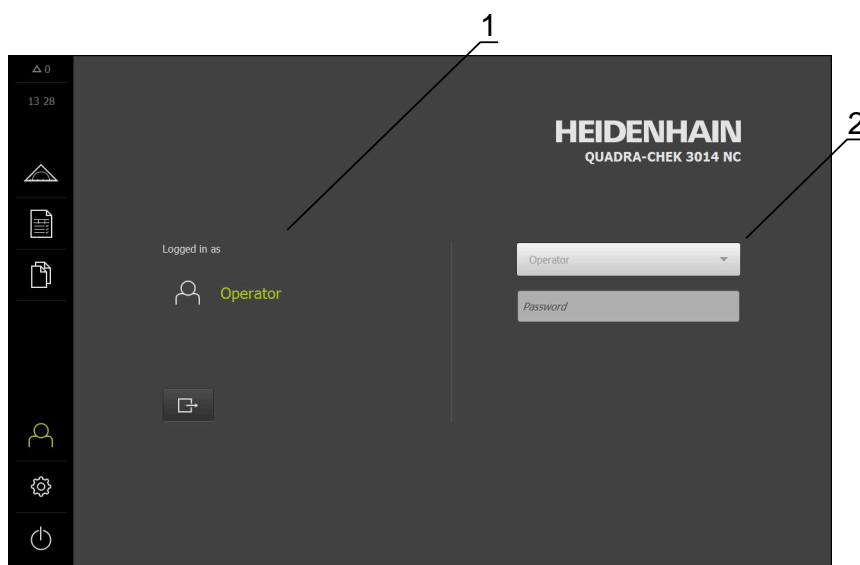 1
0
13 28
HEIDENHAIN
QUADRA-CHEK 3014 NC
2
Logged in as
Operator
Operator
Password